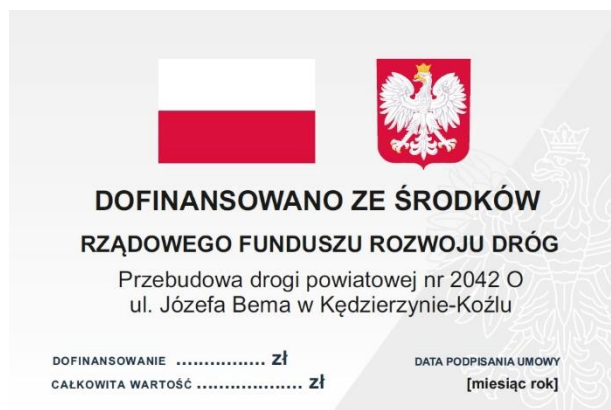 DOFINANSOWANO ZE ŚRODKÓW
RZĄDOWEGO FUNDUSZU ROZWOJU DRÓG
Przebudowa drogi powiatowej nr 2042 O
ul. Józefa Bema w Kędzierzynie-Koźlu
DOFINANSOWANIE ................ zł
CAŁKOWITA WARTOŚĆ ................... zł
DATA PODPISANIA UMOWY
[miesiąc rok]